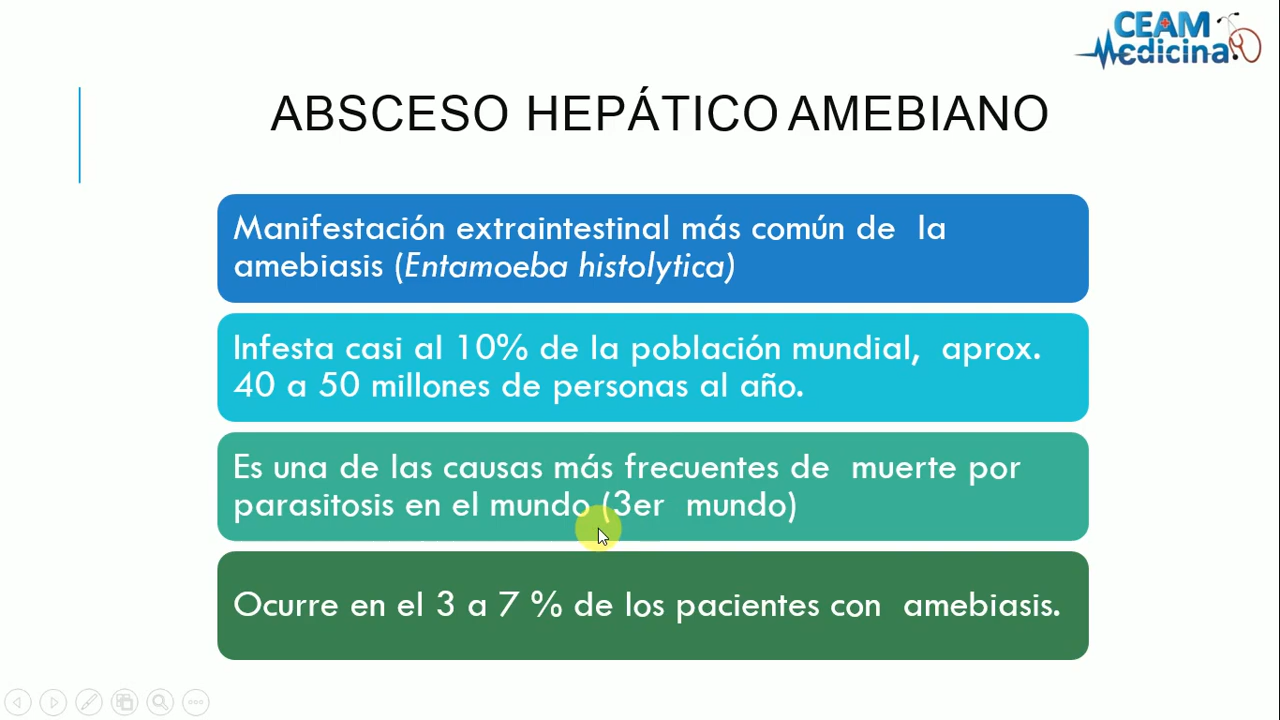 CEAM
Medicina
ABSCESO HEPÁTICO AMEBIANO
Manifestación extraintestinal más común de la
amebiasis (Entamoeba histolytica)
Infesta casi al 10% de la población mundial, aprox.
40 a 50 millones de personas al año.
Es una de las causas más frecuentes de muerte por
parasitosis en el mundo (3er mundo)
Ocurre en el 3 a 7 % de los pacientes con amebiasis.